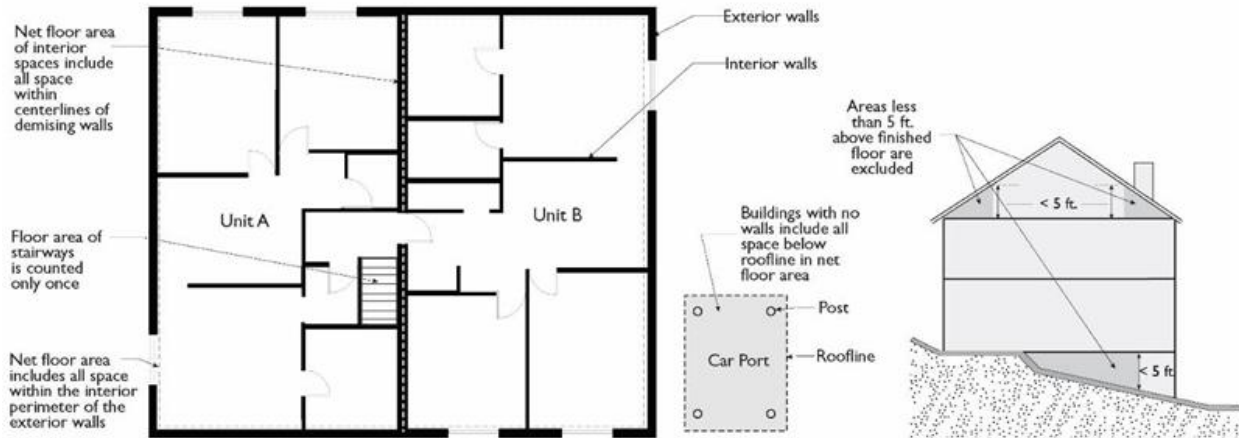 Net floor area
of interior
spaces include
all space
within
centerlines of
demising walls
Floor area of
stairways
is counted
only once
Net floor area
includes all space
within the interior
perimeter of the
exterior walls
Unit A
Unit B
Exterior walls
Interior walls
Buildings with no
walls include all
space below
roofline in net
floor area
Post
Roofline
Car Port
Areas less
than 5 ft.
above finished
floor are
excluded
< 5 ft.
< 5 ft.